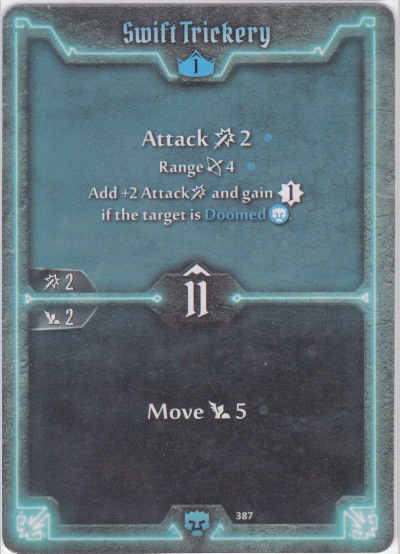 Swift Trickery
1
Attack 2
Range 4
Add +2 Attack and gain 1
if the target is Doomed.
2
11
2
Move 5
387